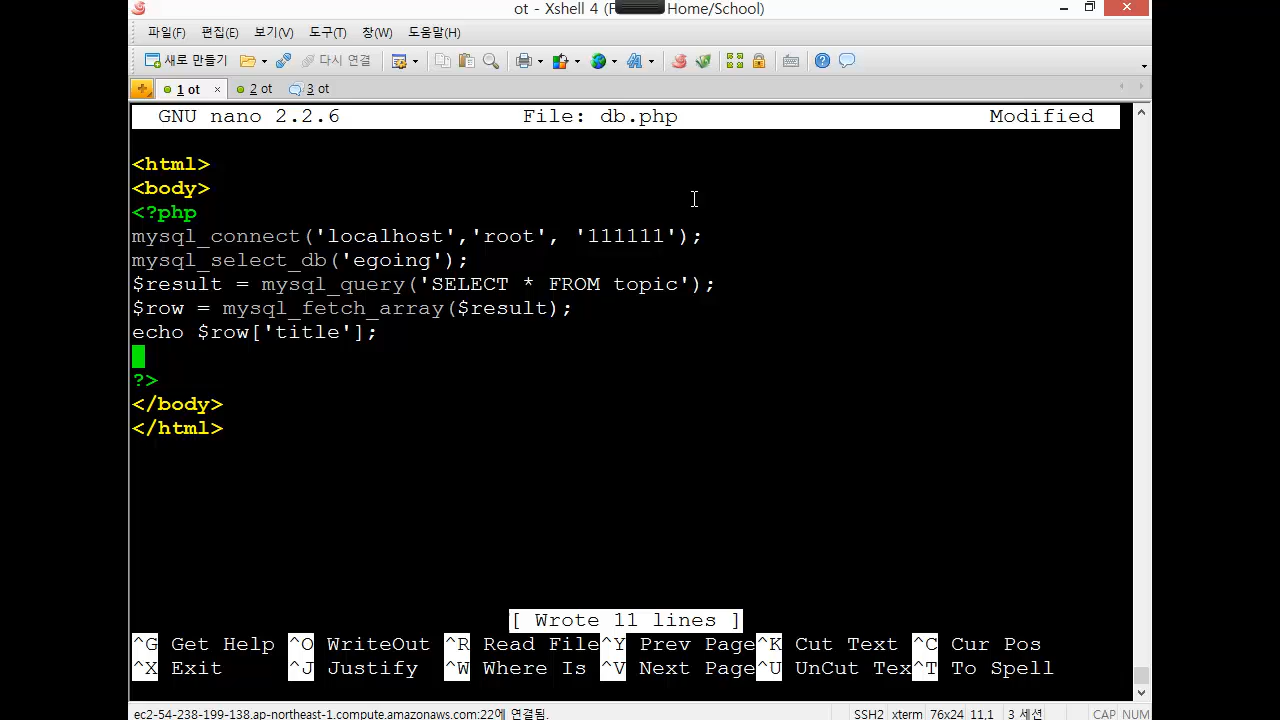 ot - Xshell 4 (F Home/School)
파일(F) 편집(E) 보기(V) 도구(T) 창(W) 도움말(H)
새로 만들기 다시 연결
1 ot × 2 ot 3 ot
GNU nano 2.2.6 File: db.php Modified
<html>
<body>
<?php
mysql_connect('localhost','root', '111111');
mysql_select_db('egoing');
$result = mysql_query('SELECT * FROM topic');
$row = mysql_fetch_array($result);
echo $row['title'];
?>
</body>
</html>
[ Wrote 11 lines ]
^G Get Help ^O WriteOut ^R Read File ^Y Prev Page ^K Cut Text ^C Cur Pos
^X Exit ^J Justify ^W Where Is ^V Next Page ^U UnCut Tex ^T To Spell
ec2-54-238-199-138.ap-northeast-1.compute.amazonaws.com:22에 연결됨. SSH2 xterm 76x24 11,1 3 세션 CAP NUM